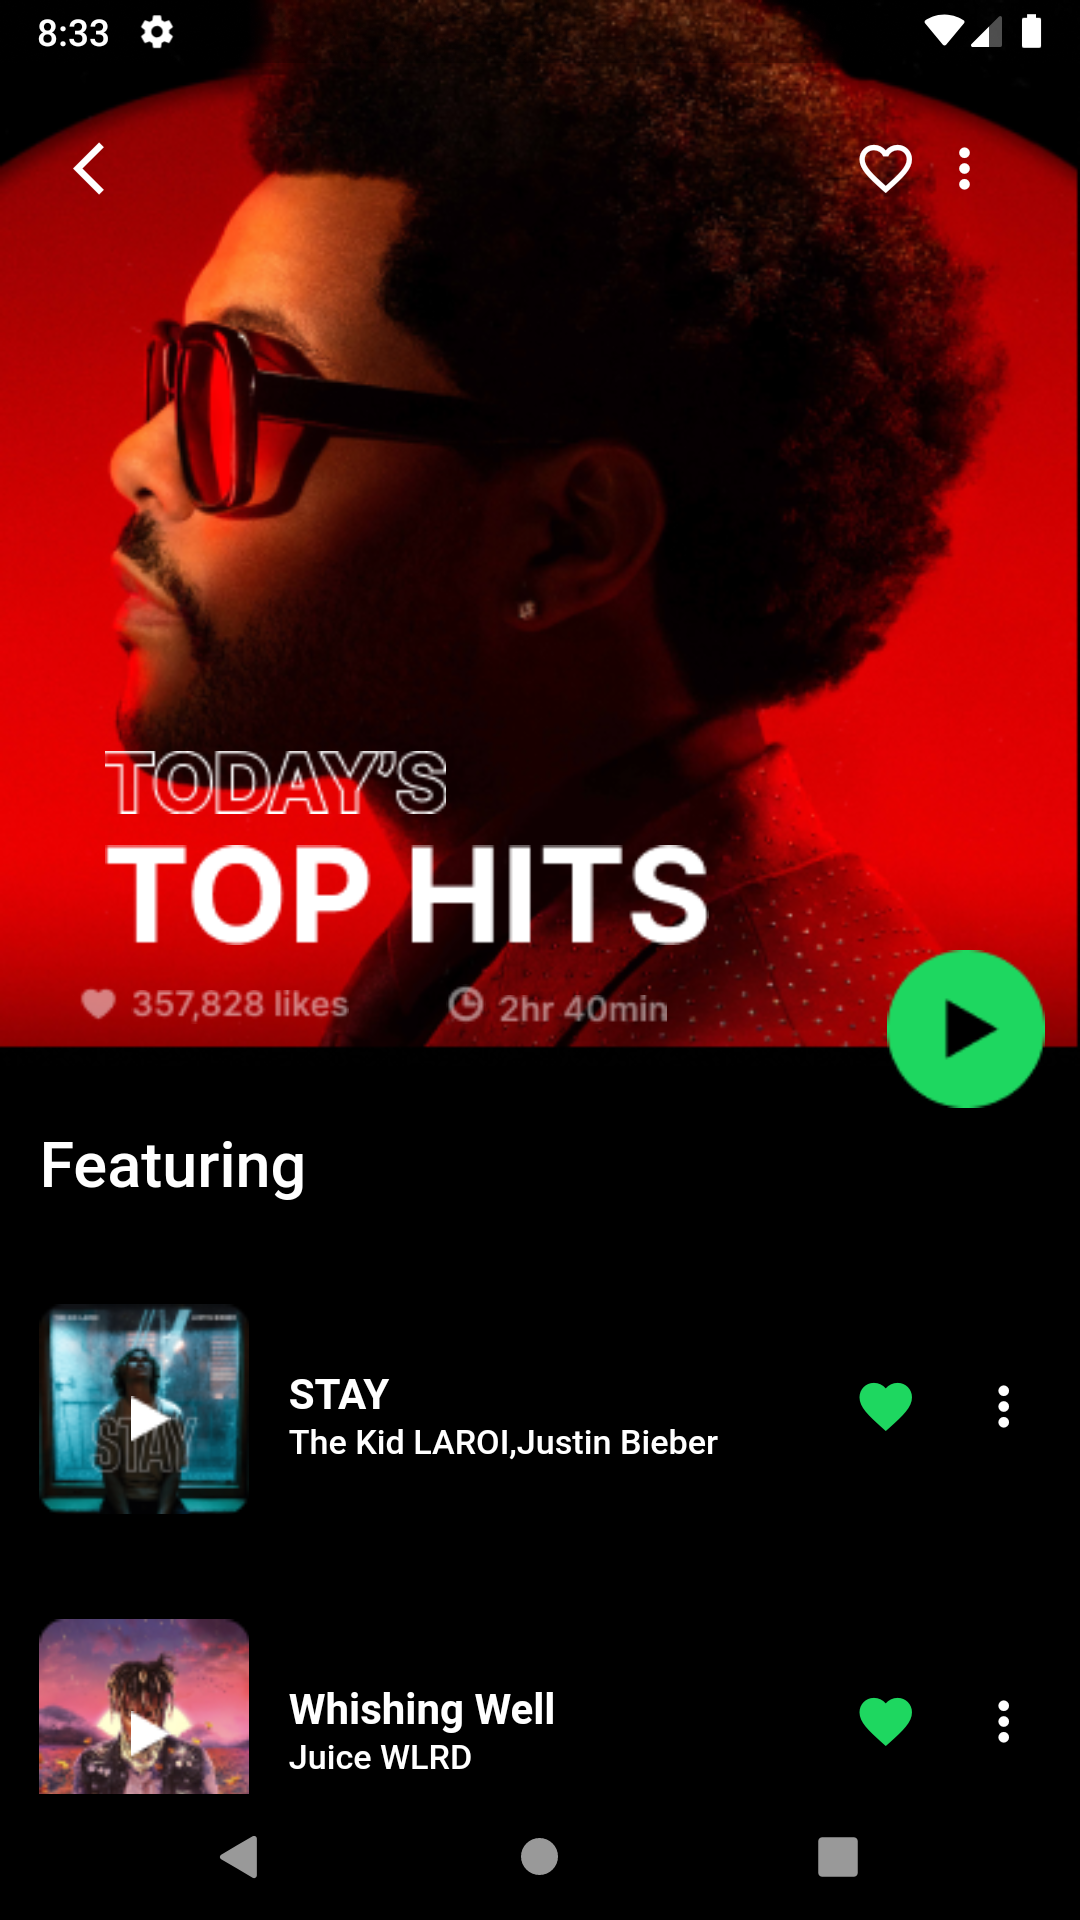 8:33
TODAY'S
TOP HITS
357,828 likes
2hr 40min
Featuring
STAY
STAY
The Kid LAROI,Justin Bieber
Whishing Well
Juice WLRD